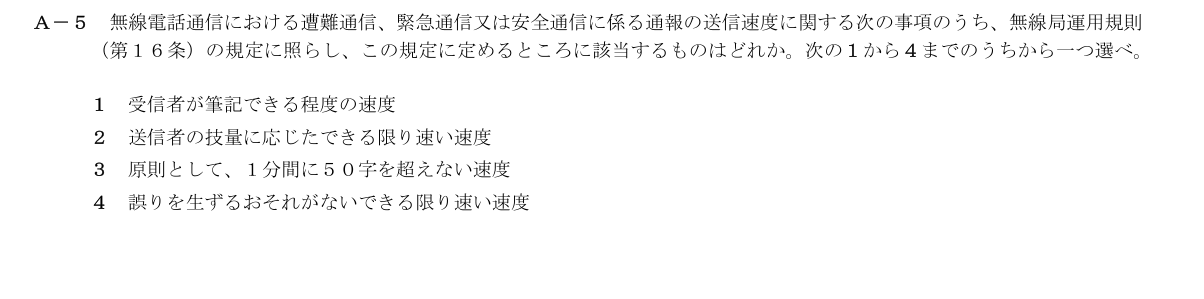 Ａ－５　無線電話通信における遭難通信、緊急通信又は安全通信に係る通報の送信速度に関する次の事項のうち、無線局運用規則
（第１６条）の規定に照らし、この規定に定めるところに該当するものはどれか。次の１から４までのうちから一つ選べ。
１　受信者が筆記できる程度の速度
２　送信者の技量に応じたできる限り速い速度
３　原則として、１分間に５０字を超えない速度
４　誤りを生ずるおそれがないできる限り速い速度